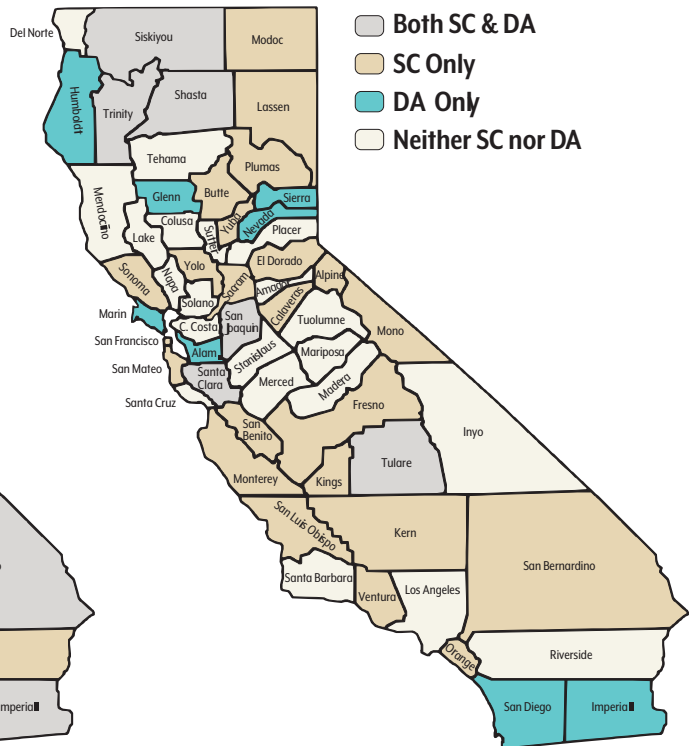 Both SC & DA
SC Only
DA Only
Neither SC nor DA
Del Norte
Siskiyou
Modoc
Humboldt
Trinity
Shasta
Lassen
Tehama
Plumas
Mendocino
Glenn
Butte
Sierra
Colusa
Sutter
Yuba
Nevada
Placer
Lake
Sonoma
Napa
Yolo
Sacram
El Dorado
Amador
Alpine
Solano
Calaveras
Marin
C. Costa
San
Joaquin
Tuolumne
Mono
San Francisco
Alam
Stanislaus
Mariposa
San Mateo
Santa
Clara
Merced
Madera
Santa Cruz
Fresno
San
Benito
Inyo
Monterey
Kings
Tulare
San Luis Obispo
Kern
San Bernardino
Santa Barbara
Ventura
Los Angeles
Orange
Riverside
mperial
San Diego
Imperial